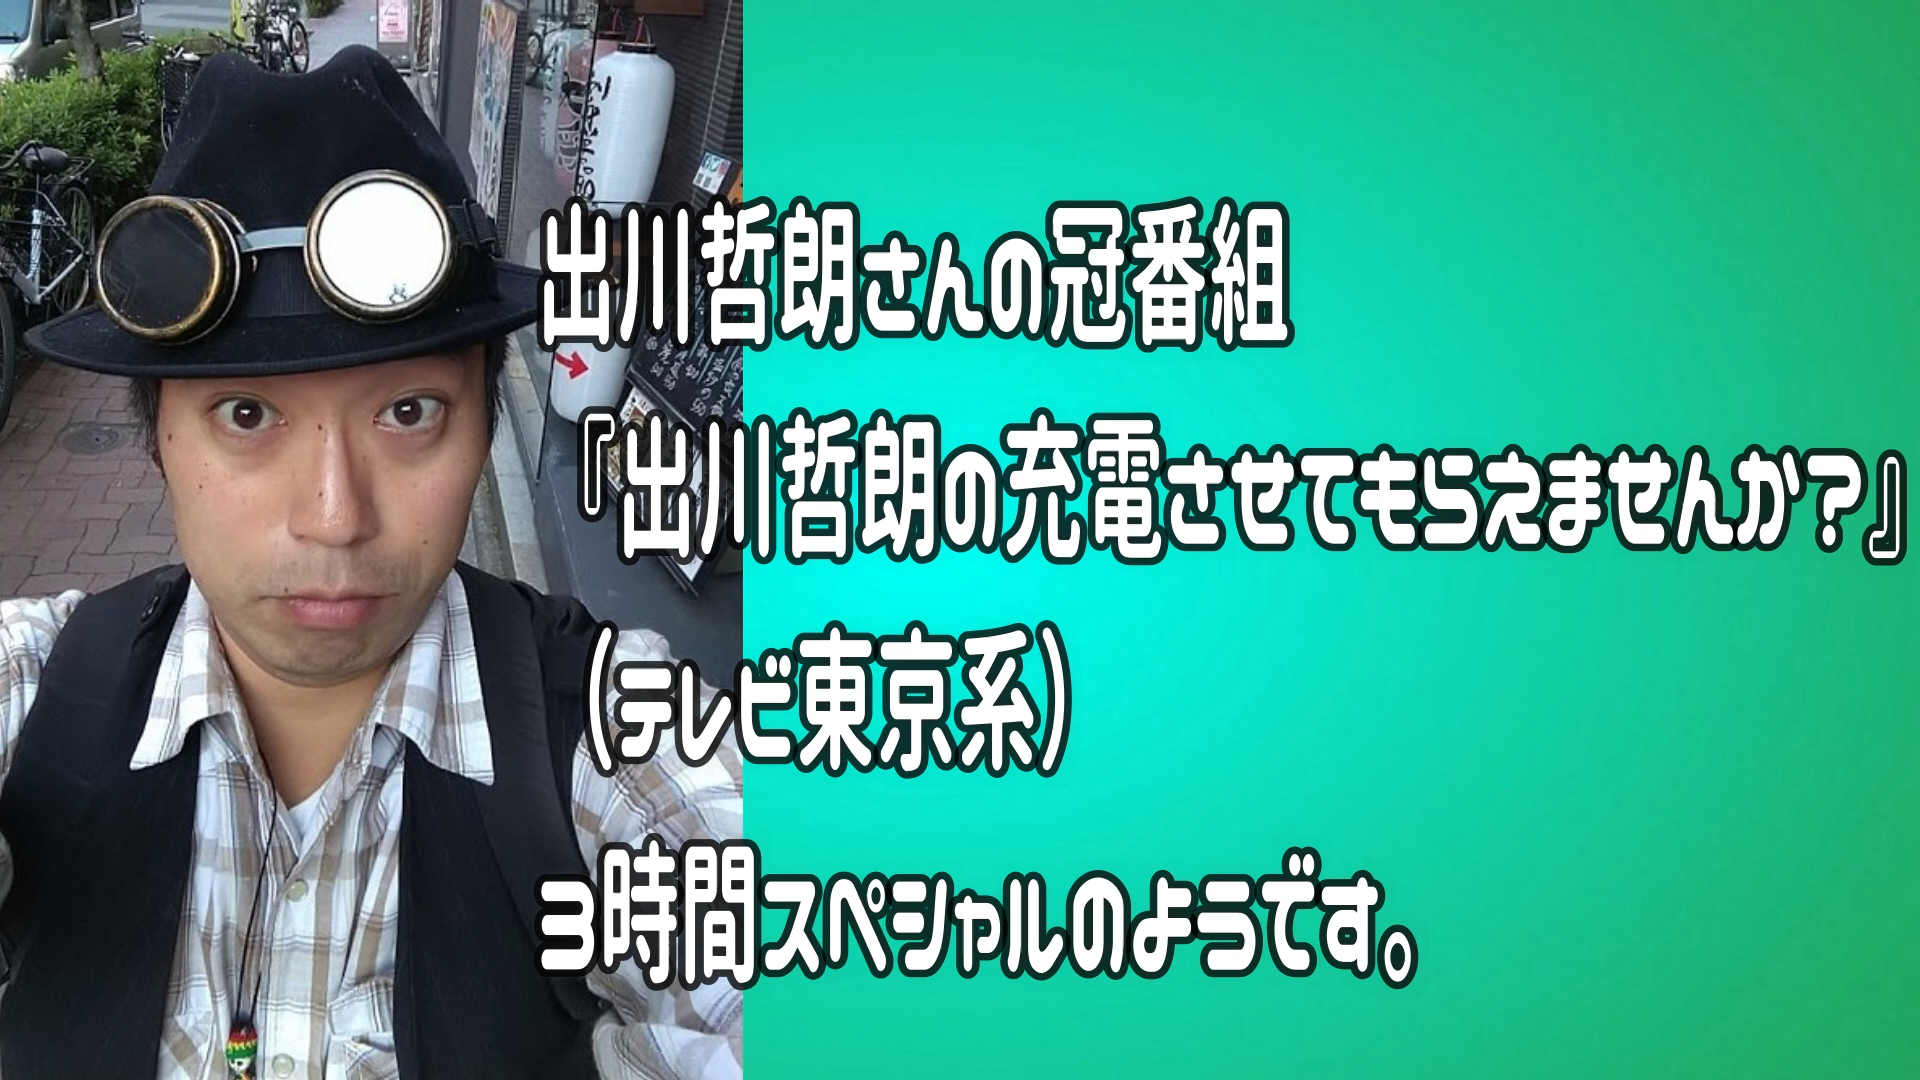 出川哲朗さんの冠番組
『出川哲朗の充電させてもらえませんか？』
（テレビ東京系）
３時間スペシャルのようです。